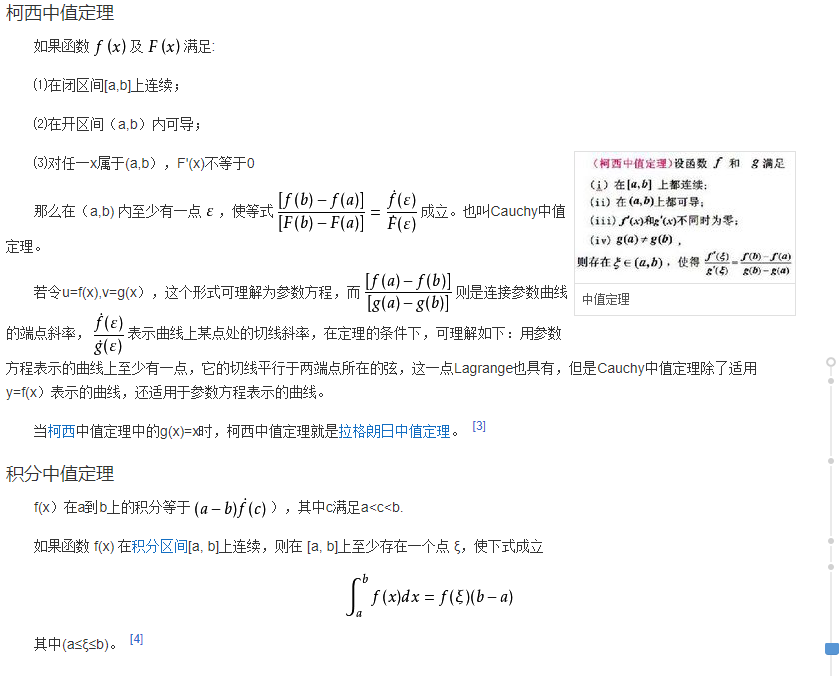 柯西中值定理
如果函数 f (x) 及 F (x) 满足:
⑴在闭区间[a,b]上连续；
⑵在开区间（a,b）内可导；
⑶对任一x属于(a,b），F'(x)不等于0
那么在（a,b) 内至少有一点 ε ，使等式 [f(b) − f(a)] / [F(b) − F(a)] = ḟ(ε) / Ḟ(ε) 成立。也叫Cauchy中值
定理。
若令u=f(x),v=g(x），这个形式可理解为参数方程，而 [f(a) − f(b)] / [g(a) − g(b)] 则是连接参数曲线
的端点斜率， ḟ(ε) / ġ(ε) 表示曲线上某点处的切线斜率，在定理的条件下，可理解如下：用参数
方程表示的曲线上至少有一点，它的切线平行于两端点所在的弦，这一点Lagrange也具有，但是Cauchy中值定理除了适用
y=f(x）表示的曲线，还适用于参数方程表示的曲线。
当柯西中值定理中的g(x)=x时，柯西中值定理就是拉格朗日中值定理。 [3]
（柯西中值定理)设函数 f 和 g 满足
（i）在[a,b] 上都连续;
（ii）在(a,b)上都可导;
（iii）f′(x)和g′(x)不同时为零;
（iv）g(a)≠g(b) ,
则存在 ξ∈(a,b) , 使得 f′(ξ) / g′(ξ) = f(b)−f(a) / g(b)−g(a)
中值定理
积分中值定理
f(x）在a到b上的积分等于 (a − b)ḟ(c) ），其中c满足a<c<b.
如果函数 f(x) 在积分区间[a, b]上连续，则在 [a, b]上至少存在一个点 ξ，使下式成立
∫_a^b f(x)dx = f(ξ)(b − a)
其中(a≤ξ≤b)。 [4]